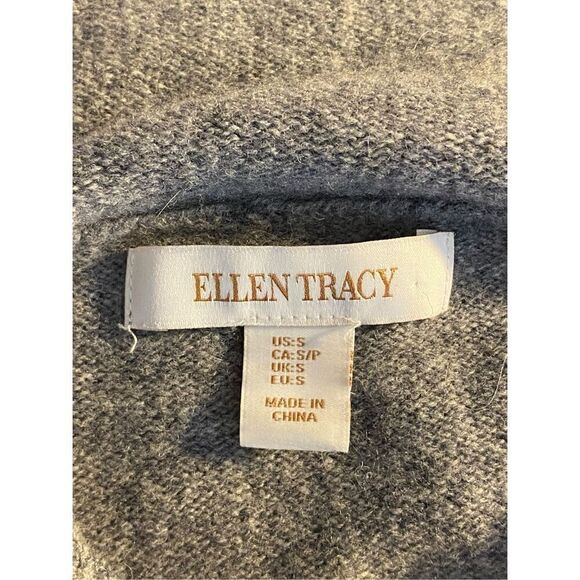 ELLEN TRACY
US:S
CA:S/P
UK:S
EU:S
MADE IN
CHINA